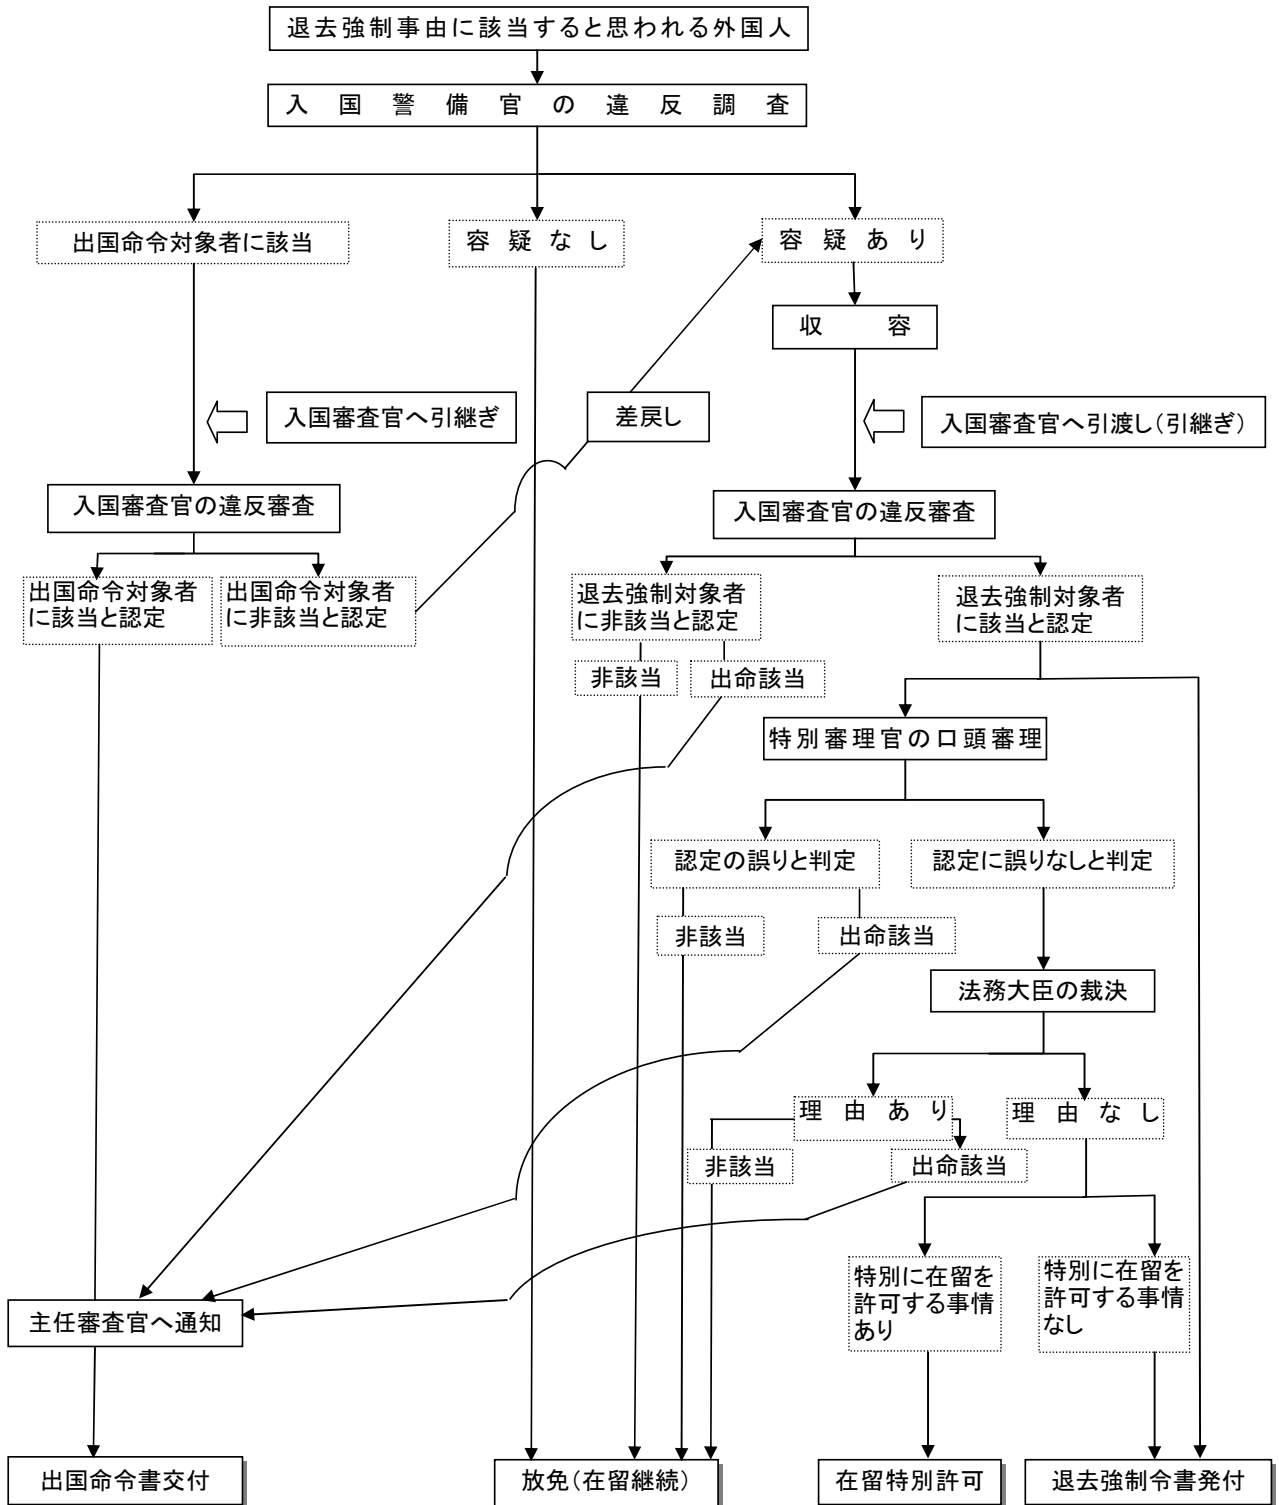 退去強制事由に該当すると思われる外国人
入国警備官の違反調査
出国命令対象者に該当
容疑なし
容疑あり
収容
入国審査官へ引継ぎ
差戻し
入国審査官へ引渡し（引継ぎ）
入国審査官の違反審査
入国審査官の違反審査
出国命令対象者
に該当と認定
出国命令対象者
に非該当と認定
退去強制対象者
に非該当と認定
退去強制対象者
に該当と認定
非該当
出命該当
特別審理官の口頭審理
認定の誤りと判定
認定に誤りなしと判定
非該当
出命該当
法務大臣の裁決
理由あり
理由なし
非該当
出命該当
特別に在留を
許可する事情
あり
特別に在留を
許可する事情
なし
主任審査官へ通知
出国命令書交付
放免（在留継続）
在留特別許可
退去強制令書発付